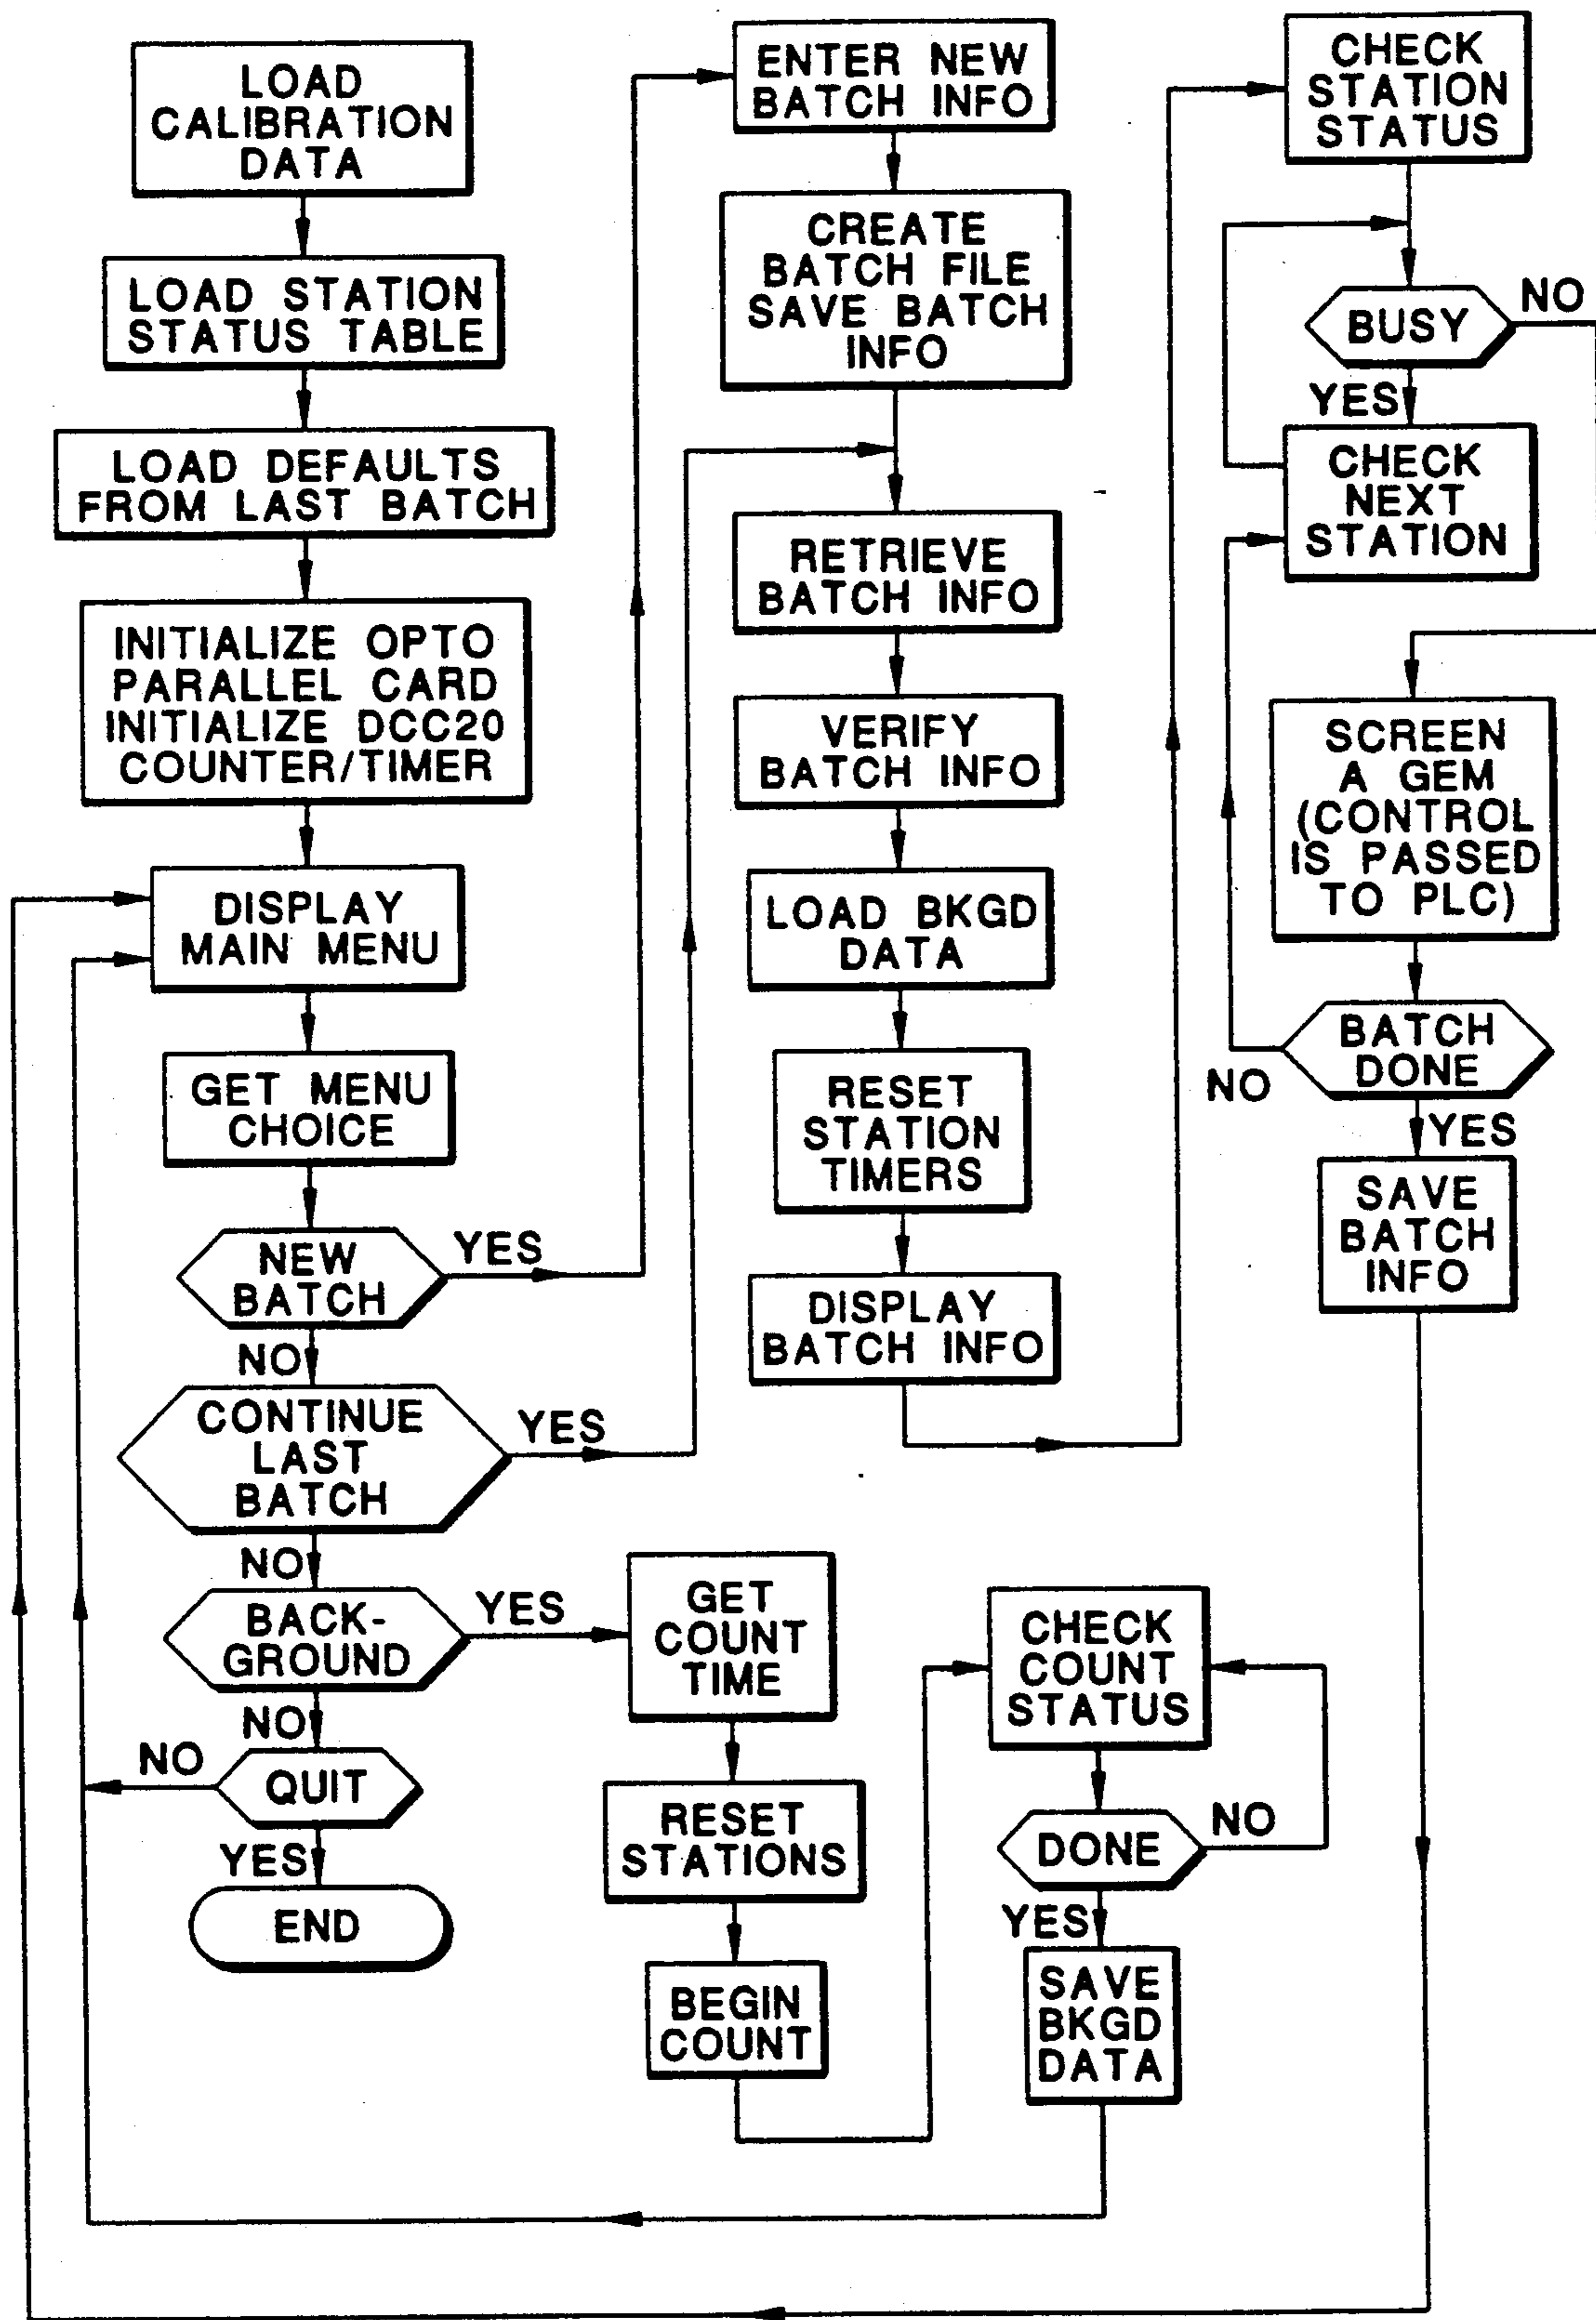 LOAD
CALIBRATION
DATA
LOAD STATION
STATUS TABLE
LOAD DEFAULTS
FROM LAST BATCH
INITIALIZE OPTO
PARALLEL CARD
INITIALIZE DCC20
COUNTER/TIMER
DISPLAY
MAIN MENU
GET MENU
CHOICE
NEW
BATCH
YES
NO
CONTINUE
LAST
BATCH
YES
NO
BACK-
GROUND
YES
NO
QUIT
NO
YES
END
ENTER NEW
BATCH INFO
CREATE
BATCH FILE
SAVE BATCH
INFO
RETRIEVE
BATCH INFO
VERIFY
BATCH INFO
LOAD BKGD
DATA
RESET
STATION
TIMERS
DISPLAY
BATCH INFO
GET
COUNT
TIME
RESET
STATIONS
BEGIN
COUNT
CHECK
COUNT
STATUS
DONE
NO
YES
SAVE
BKGD
DATA
CHECK
STATION
STATUS
BUSY
NO
YES
CHECK
NEXT
STATION
SCREEN
A GEM
(CONTROL
IS PASSED
TO PLC)
BATCH
DONE
NO
YES
SAVE
BATCH
INFO